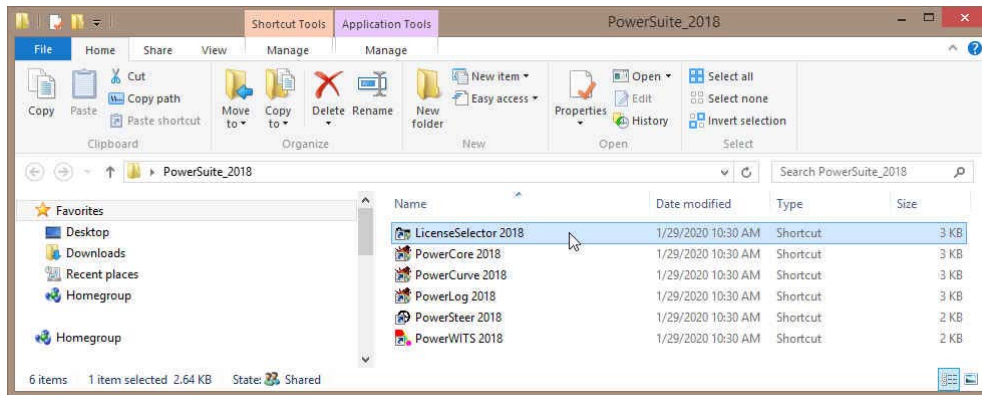 Shortcut Tools Application Tools PowerSuite_2018
File Home Share View Manage Manage
Copy Paste Cut Copy path Paste shortcut Move to Copy to Delete Rename New folder New item Easy access Properties Open Edit History Select all Select none Invert selection
Clipboard Organize New Open Select
PowerSuite_2018 Search PowerSuite_2018
Favorites
Desktop
Downloads
Recent places
Homegroup
Homegroup
Name Date modified Type Size
LicenseSelector 2018 1/29/2020 10:30 AM Shortcut 3 KB
PowerCore 2018 1/29/2020 10:30 AM Shortcut 3 KB
PowerCurve 2018 1/29/2020 10:30 AM Shortcut 3 KB
PowerLog 2018 1/29/2020 10:30 AM Shortcut 3 KB
PowerSteer 2018 1/29/2020 10:30 AM Shortcut 2 KB
PowerWITS 2018 1/29/2020 10:30 AM Shortcut 2 KB
6 items 1 item selected 2.64 KB State: Shared